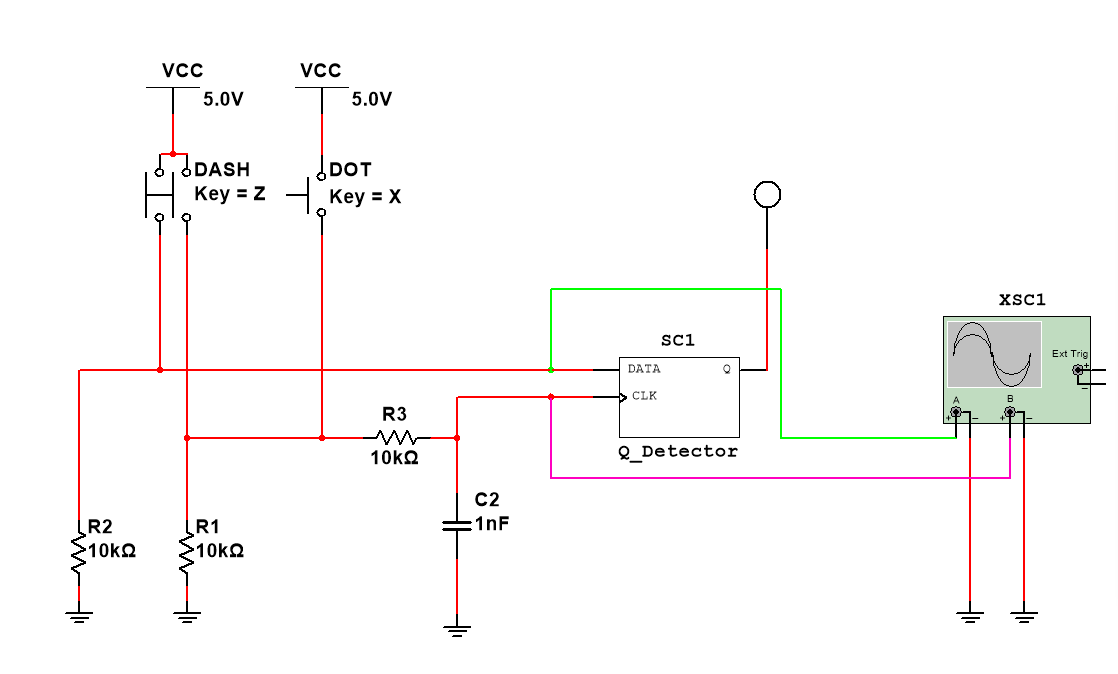 VCC
5.0V
VCC
5.0V
DASH
Key = Z
DOT
Key = X
XSC1
Ext Trig
+
−
A
B
+
−
+
−
SC1
DATA
Q
CLK
Q_Detector
R3
10kΩ
C2
1nF
R2
10kΩ
R1
10kΩ